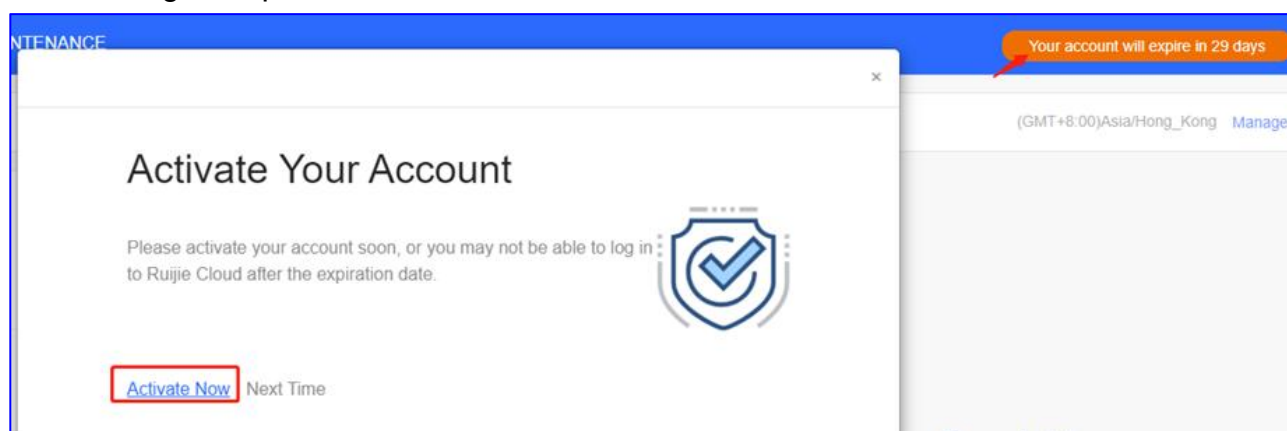 NTENANCE
Your account will expire in 29 days
×
(GMT+8:00)Asia/Hong_Kong Manage
Activate Your Account
Please activate your account soon, or you may not be able to log in
to Ruijie Cloud after the expiration date.
Activate Now Next Time